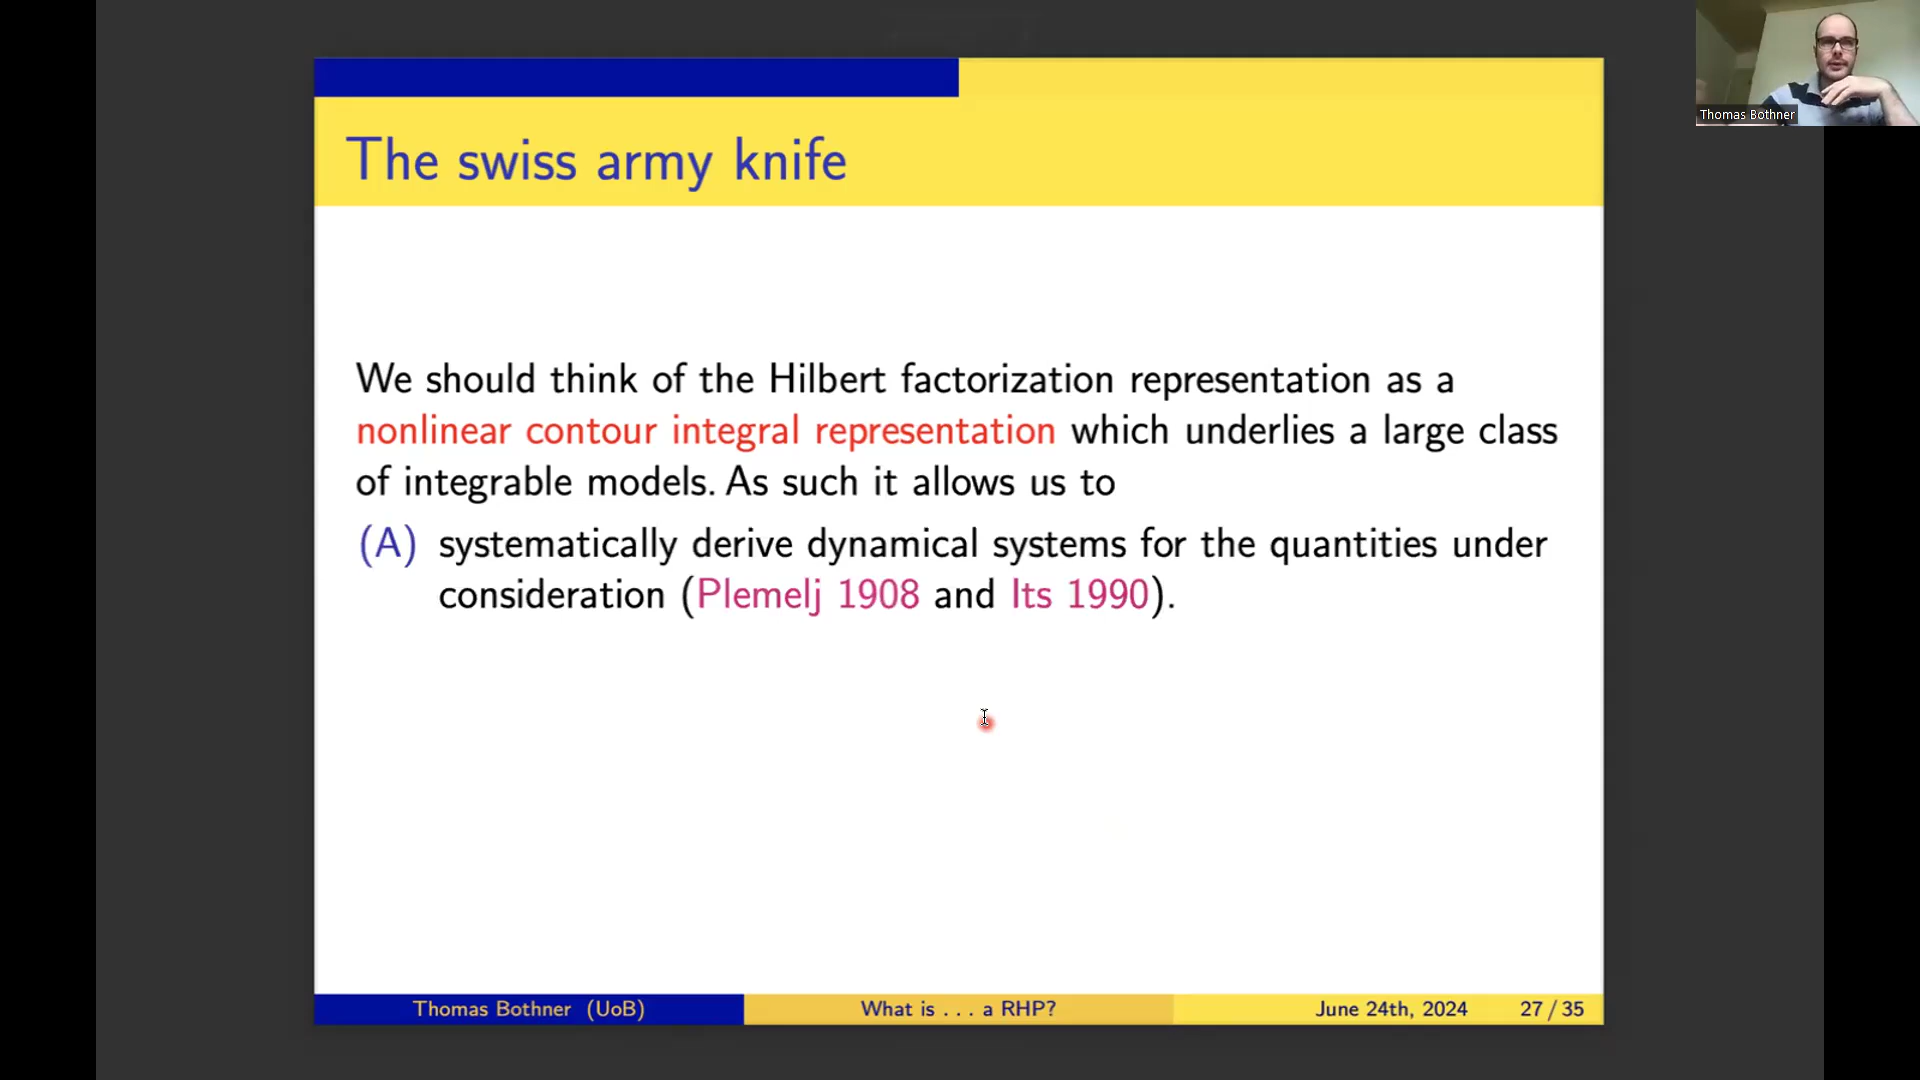 Thomas Bothner
The swiss army knife
We should think of the Hilbert factorization representation as a
nonlinear contour integral representation which underlies a large class
of integrable models. As such it allows us to
(A) systematically derive dynamical systems for the quantities under
consideration (Plemelj 1908 and Its 1990).
Thomas Bothner (UoB) What is . . . a RHP? June 24th, 2024 27 / 35